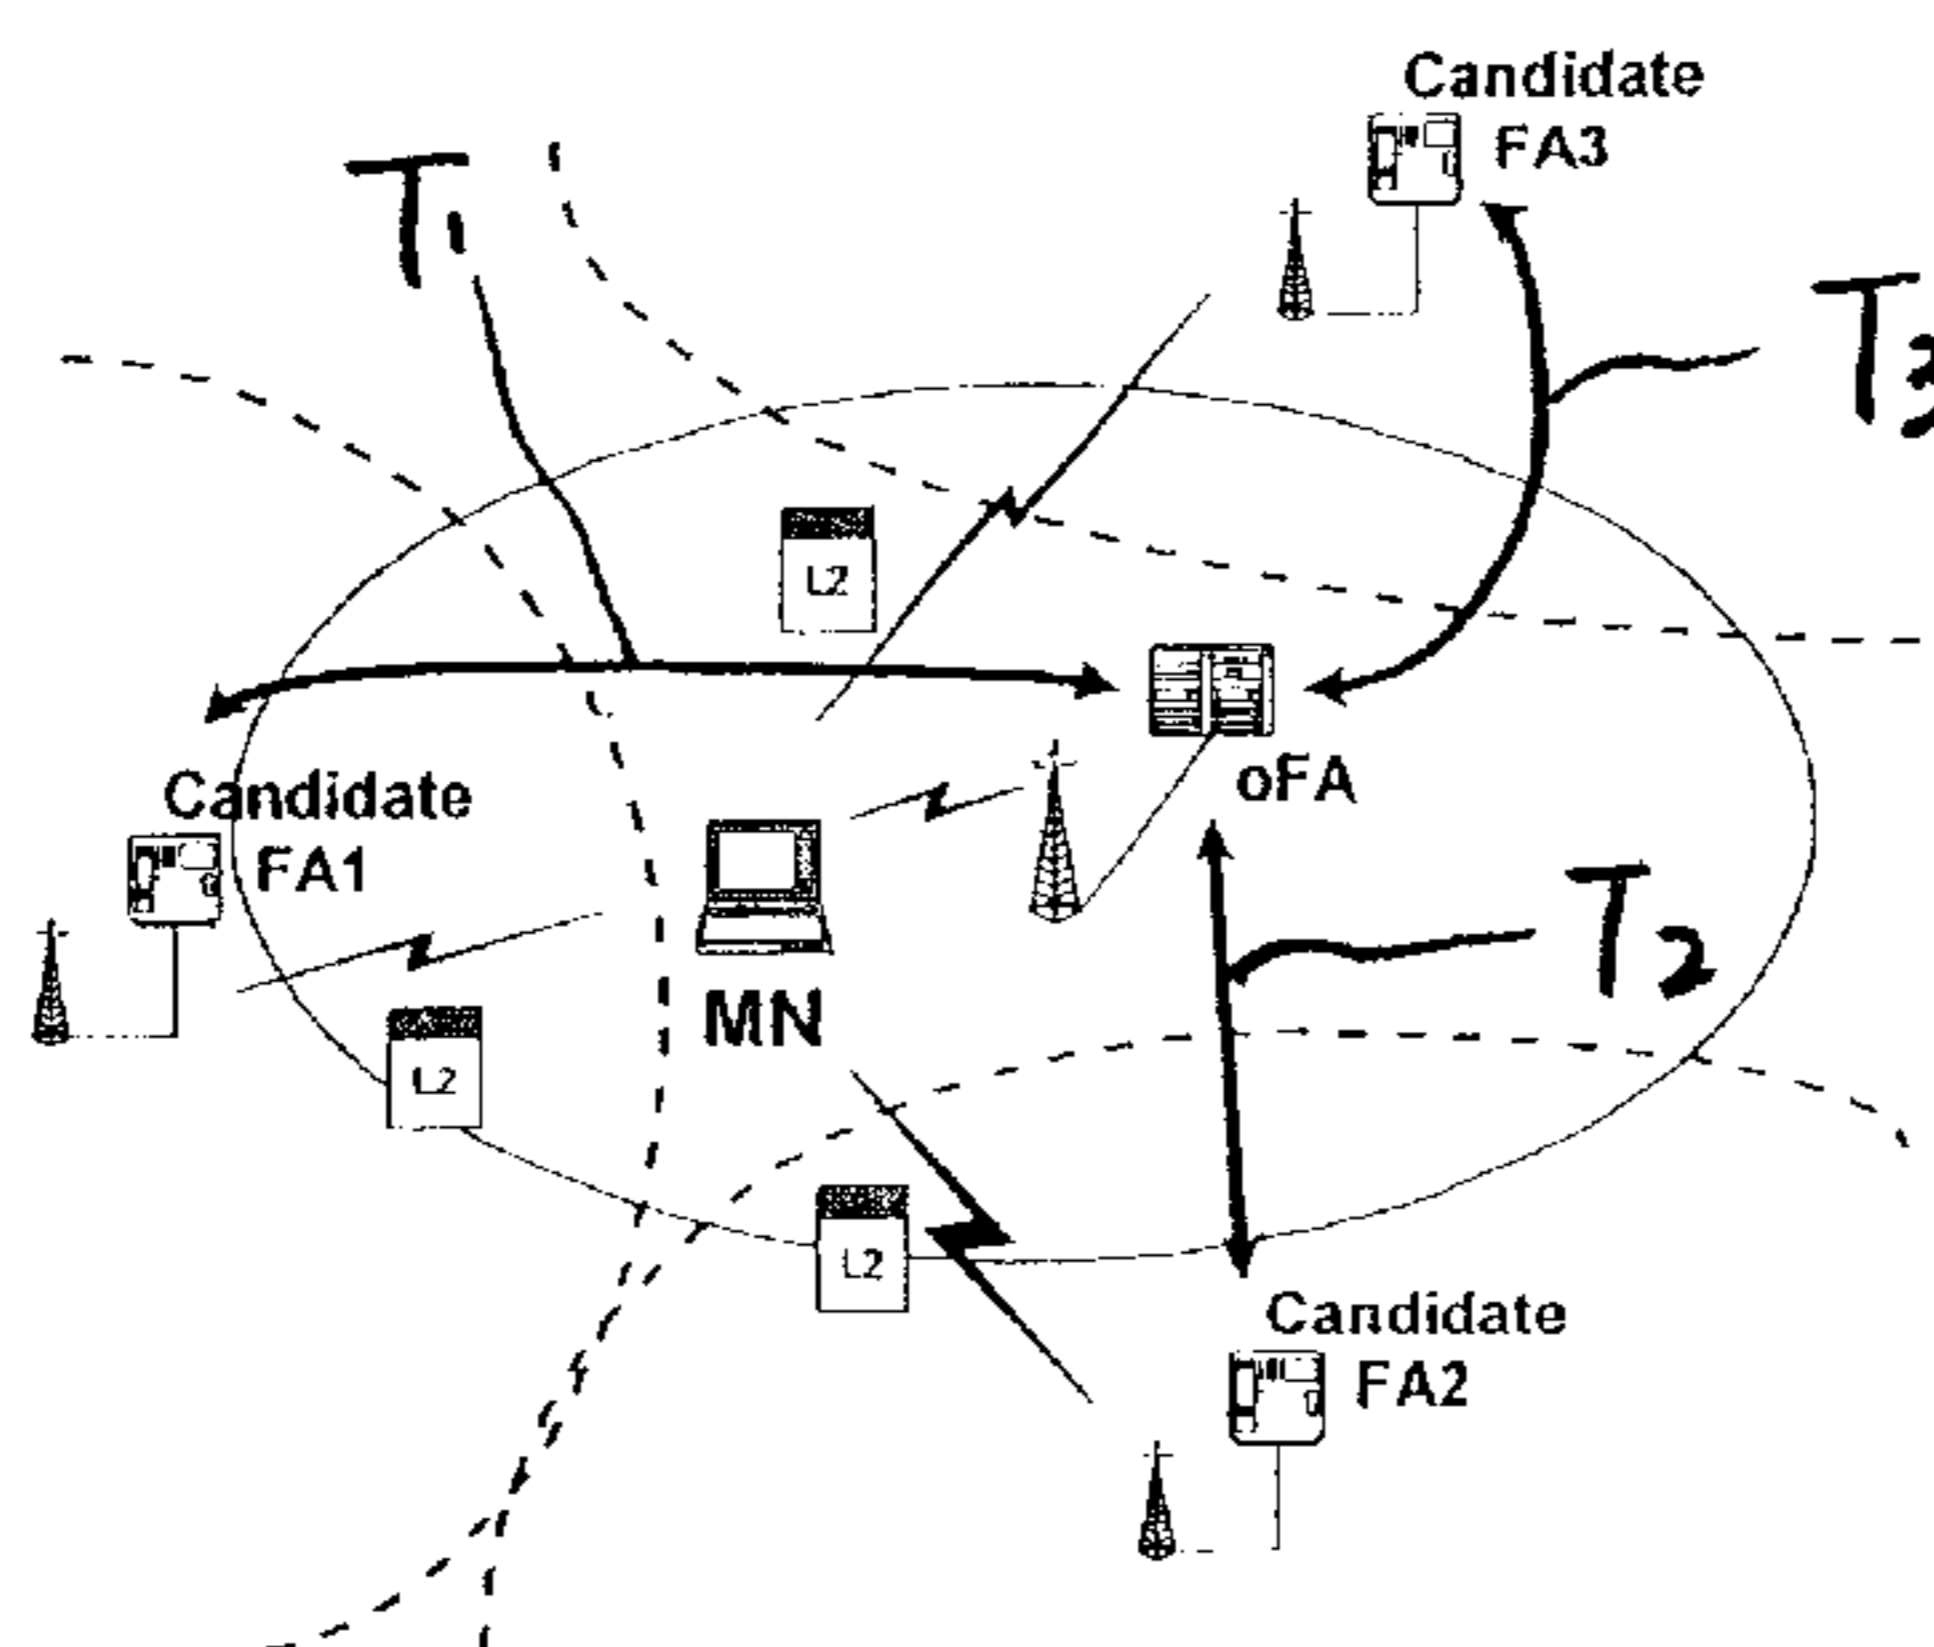 Candidate
FA3
T1
T3
L2
oFA
Candidate
FA1
T2
MN
L2
L2
Candidate
FA2